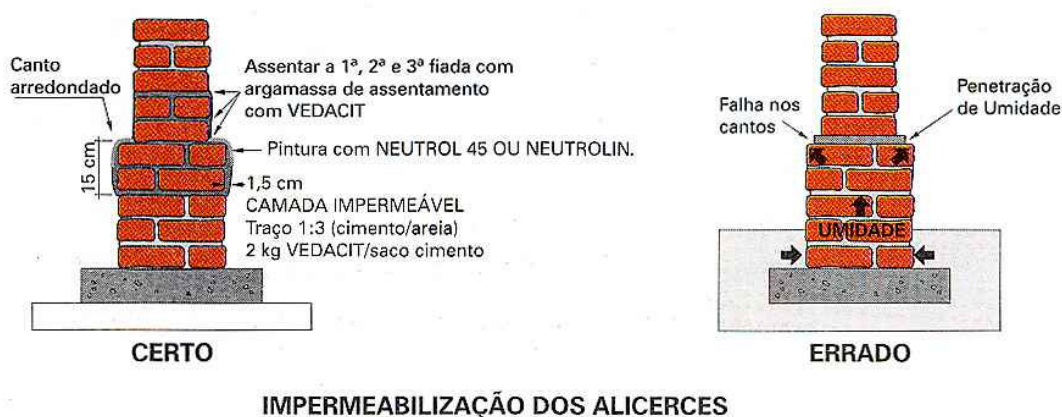 Canto
arredondado
Assentar a 1ª, 2ª e 3ª fiada com
argamassa de assentamento
com VEDACIT
Pintura com NEUTROL 45 OU NEUTROLIN.
15 cm
1,5 cm
CAMADA IMPERMEÁVEL
Traço 1:3 (cimento/areia)
2 kg VEDACIT/saco cimento
CERTO
Falha nos
cantos
Penetração
de Umidade
UMIDADE
ERRADO
IMPERMEABILIZAÇÃO DOS ALICERCES